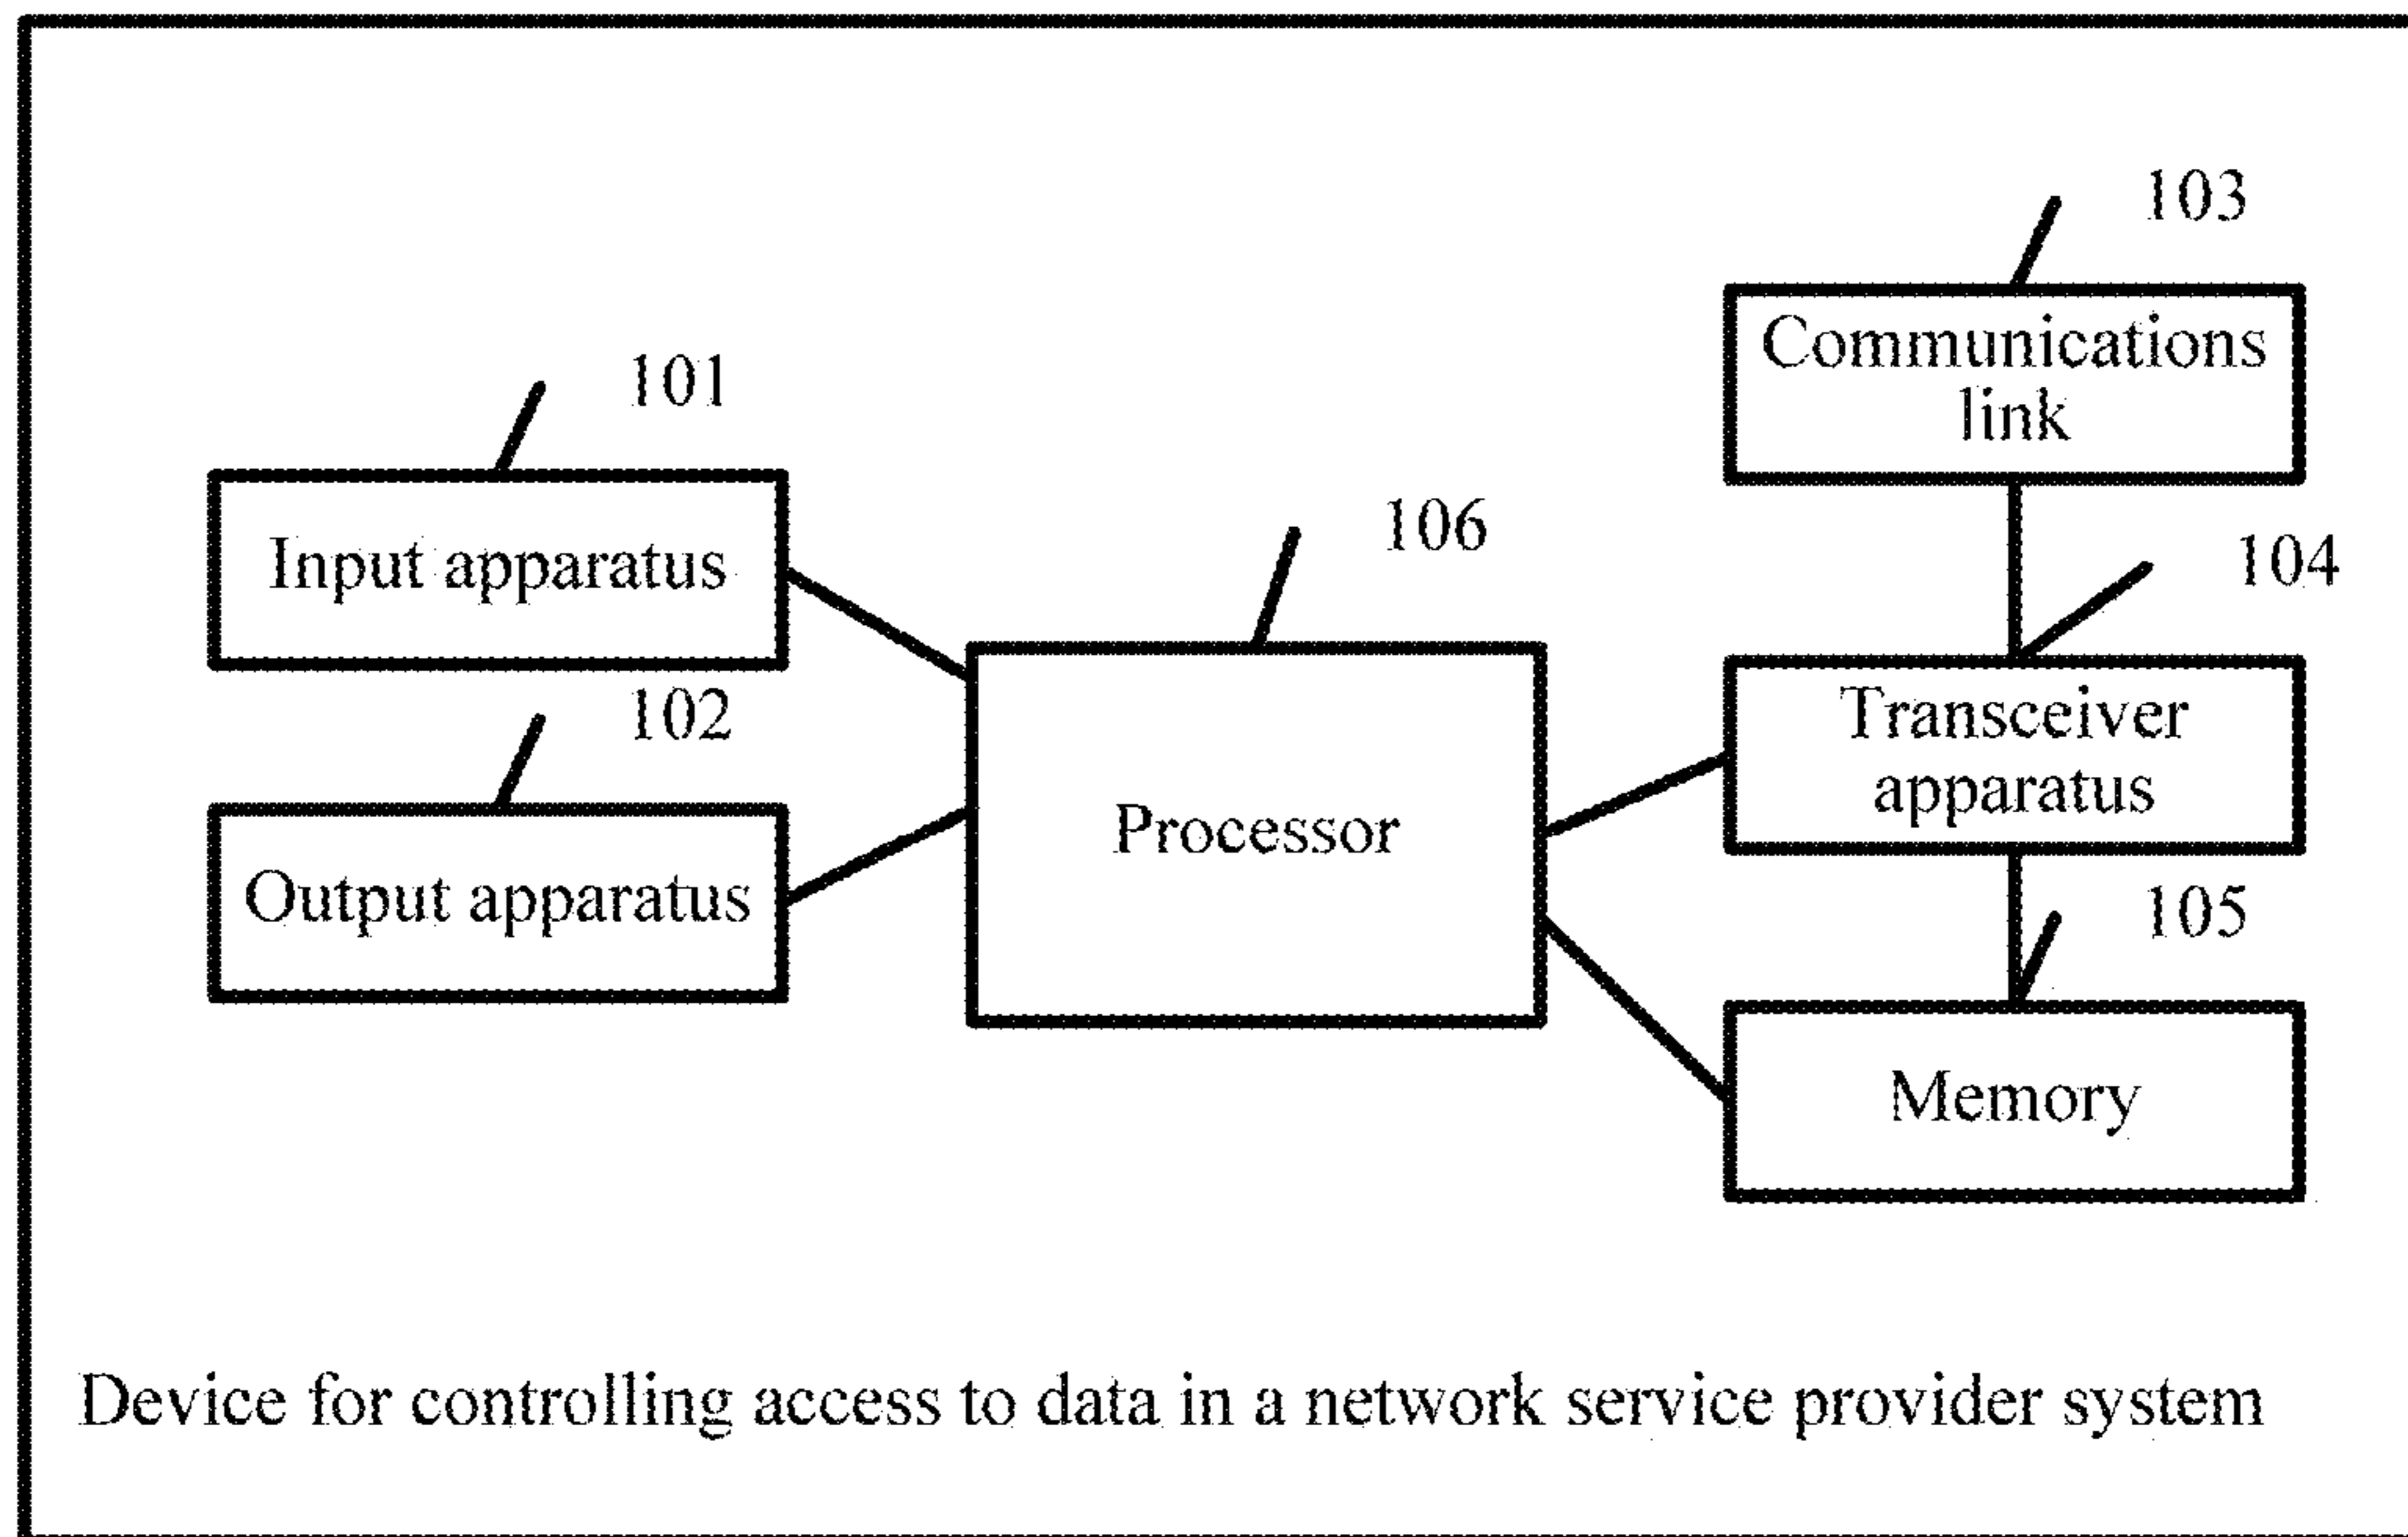 103
Communications
link
101
Input apparatus
106
104
102
Transceiver
apparatus
Processor
Output apparatus
105
Memory
Device for controlling access to data in a network service provider system